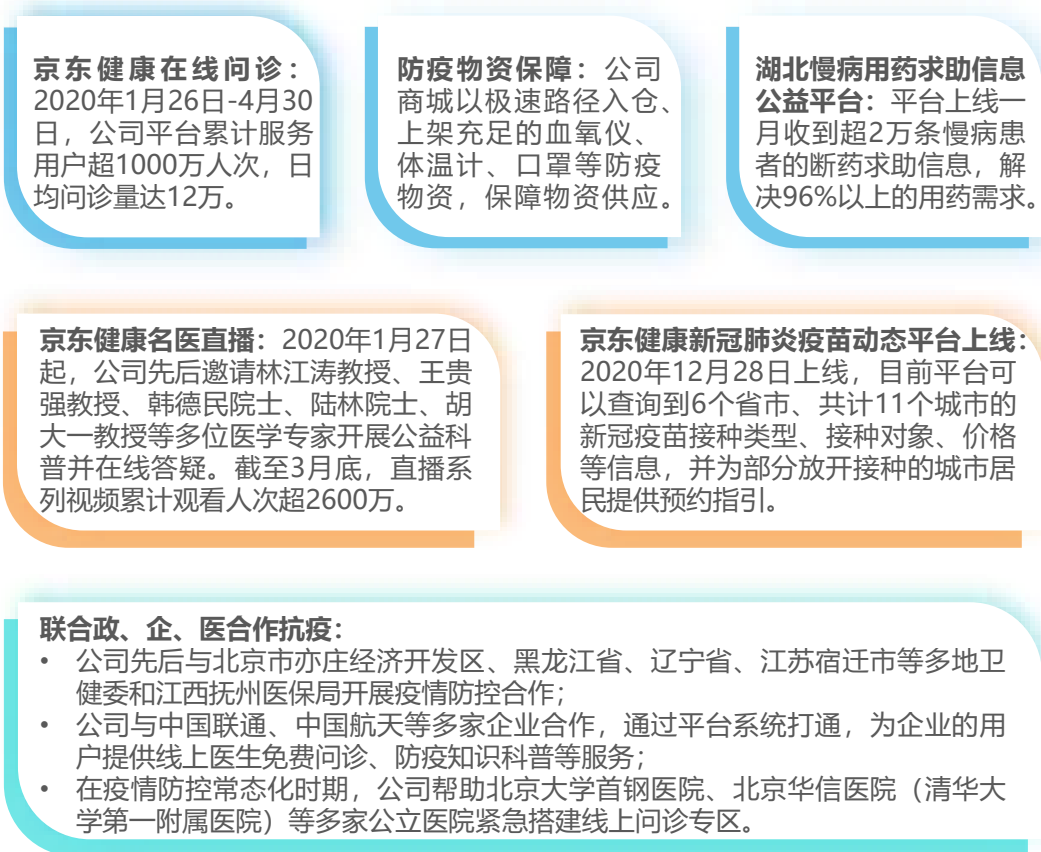 京东健康在线问诊：
2020年1月26日-4月30
日，公司平台累计服务
用户超1000万人次，日
均问诊量达12万。
防疫物资保障：公司
商城以极速路径入仓、
上架充足的血氧仪、
体温计、口罩等防疫
物资，保障物资供应。
湖北慢病用药求助信息
公益平台：平台上线一
月收到超2万条慢病患
者的断药求助信息，解
决96%以上的用药需求。
京东健康名医直播：2020年1月27日
起，公司先后邀请林江涛教授、王贵
强教授、韩德民院士、陆林院士、胡
大一教授等多位医学专家开展公益科
普并在线答疑。截至3月底，直播系
列视频累计观看人次超2600万。
京东健康新冠肺炎疫苗动态平台上线：
2020年12月28日上线，目前平台可
以查询到6个省市、共计11个城市的
新冠疫苗接种类型、接种对象、价格
等信息，并为部分放开接种的城市居
民提供预约指引。
联合政、企、医合作抗疫：
• 公司先后与北京市亦庄经济开发区、黑龙江省、辽宁省、江苏宿迁市等多地卫
健委和江西抚州医保局开展疫情防控合作；
• 公司与中国联通、中国航天等多家企业合作，通过平台系统打通，为企业的用
户提供线上医生免费问诊、防疫知识科普等服务；
• 在疫情防控常态化时期，公司帮助北京大学首钢医院、北京华信医院（清华大
学第一附属医院）等多家公立医院紧急搭建线上问诊专区。